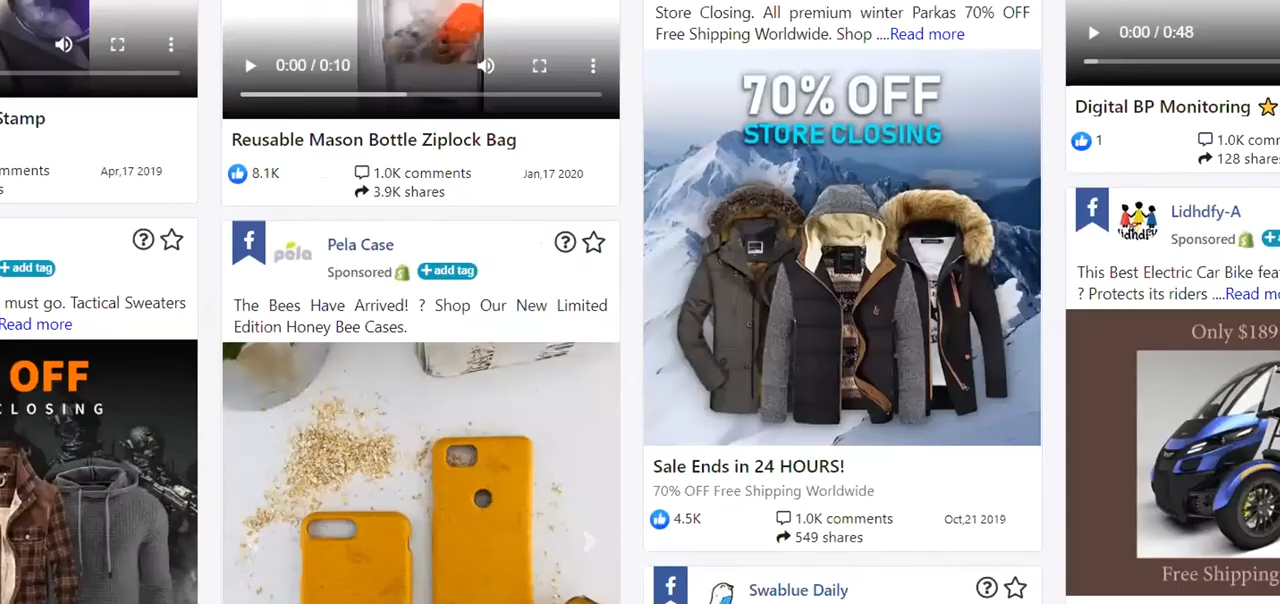 Stamp
mments
s
Apr,17 2019
+ add tag
must go. Tactical Sweaters
Read more
OFF
CLOSING
0:00 / 0:10
Reusable Mason Bottle Ziplock Bag
8.1K
1.0K comments
3.9K shares
Jan,17 2020
f
pela
Pela Case
Sponsored
+ add tag
The Bees Have Arrived! ? Shop Our New Limited
Edition Honey Bee Cases.
Store Closing. All premium winter Parkas 70% OFF
Free Shipping Worldwide. Shop ....Read more
70% OFF
STORE CLOSING
Sale Ends in 24 HOURS!
70% OFF Free Shipping Worldwide
4.5K
1.0K comments
549 shares
Oct,21 2019
f
Swablue Daily
0:00 / 0:48
Digital BP Monitoring
1
1.0K comm
128 shares
f
lidhdfy
Lidhdfy-A
Sponsored
+ a
This Best Electric Car Bike fea
? Protects its riders ....Read mo
Only $189
Free Shipping